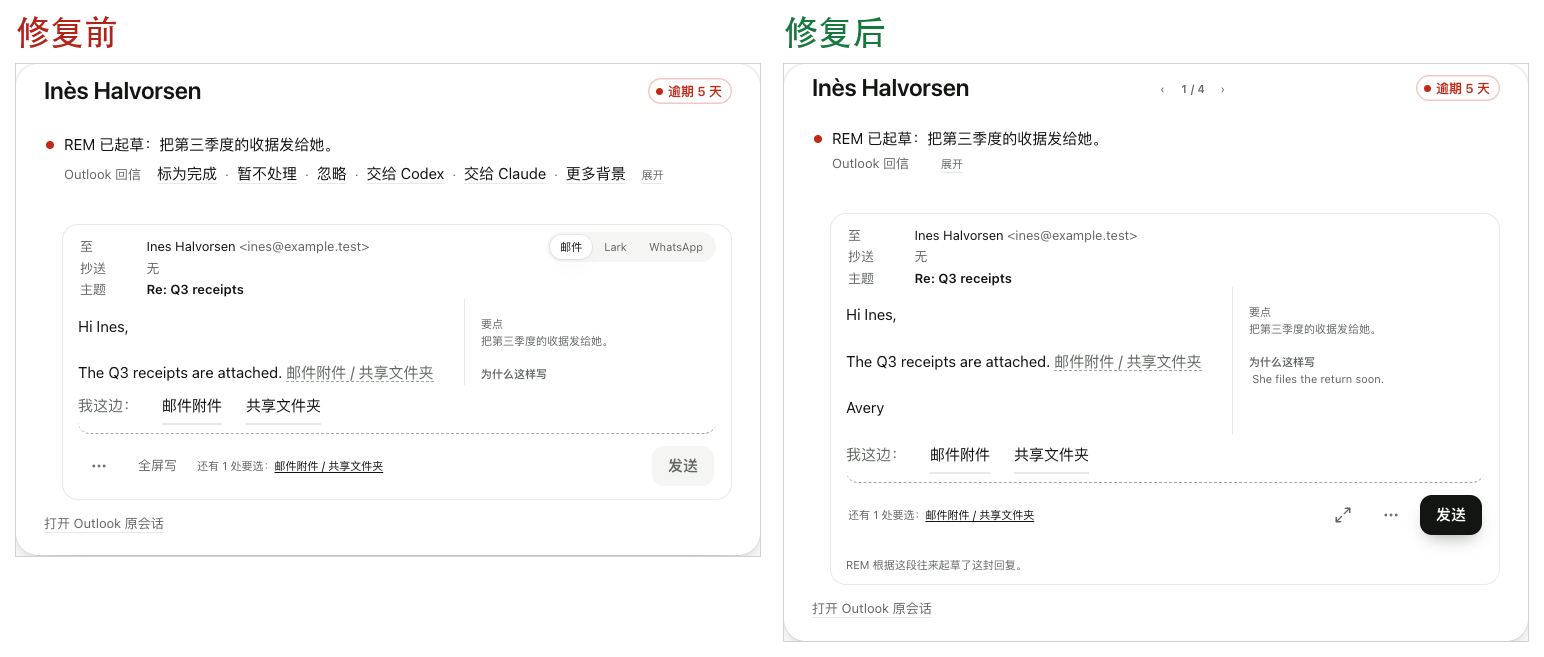 修复前
Inès Halvorsen
逾期 5 天
REM 已起草：把第三季度的收据发给她。
Outlook 回信 标为完成 · 暂不处理 · 忽略 · 交给 Codex · 交给 Claude · 更多背景 展开
至 Ines Halvorsen <ines@example.test>
邮件 Lark WhatsApp
抄送 无
主题 Re: Q3 receipts
Hi Ines,
The Q3 receipts are attached. 邮件附件 / 共享文件夹
要点
把第三季度的收据发给她。
为什么这样写
我这边： 邮件附件 共享文件夹
··· 全屏写 还有 1 处要选：邮件附件 / 共享文件夹 发送
打开 Outlook 原会话
修复后
Inès Halvorsen
‹ 1 / 4 ›
逾期 5 天
REM 已起草：把第三季度的收据发给她。
Outlook 回信 展开
至 Ines Halvorsen <ines@example.test>
抄送 无
主题 Re: Q3 receipts
Hi Ines,
The Q3 receipts are attached. 邮件附件 / 共享文件夹
Avery
要点
把第三季度的收据发给她。
为什么这样写
She files the return soon.
我这边： 邮件附件 共享文件夹
还有 1 处要选：邮件附件 / 共享文件夹 ··· 发送
REM 根据这段往来起草了这封回复。
打开 Outlook 原会话